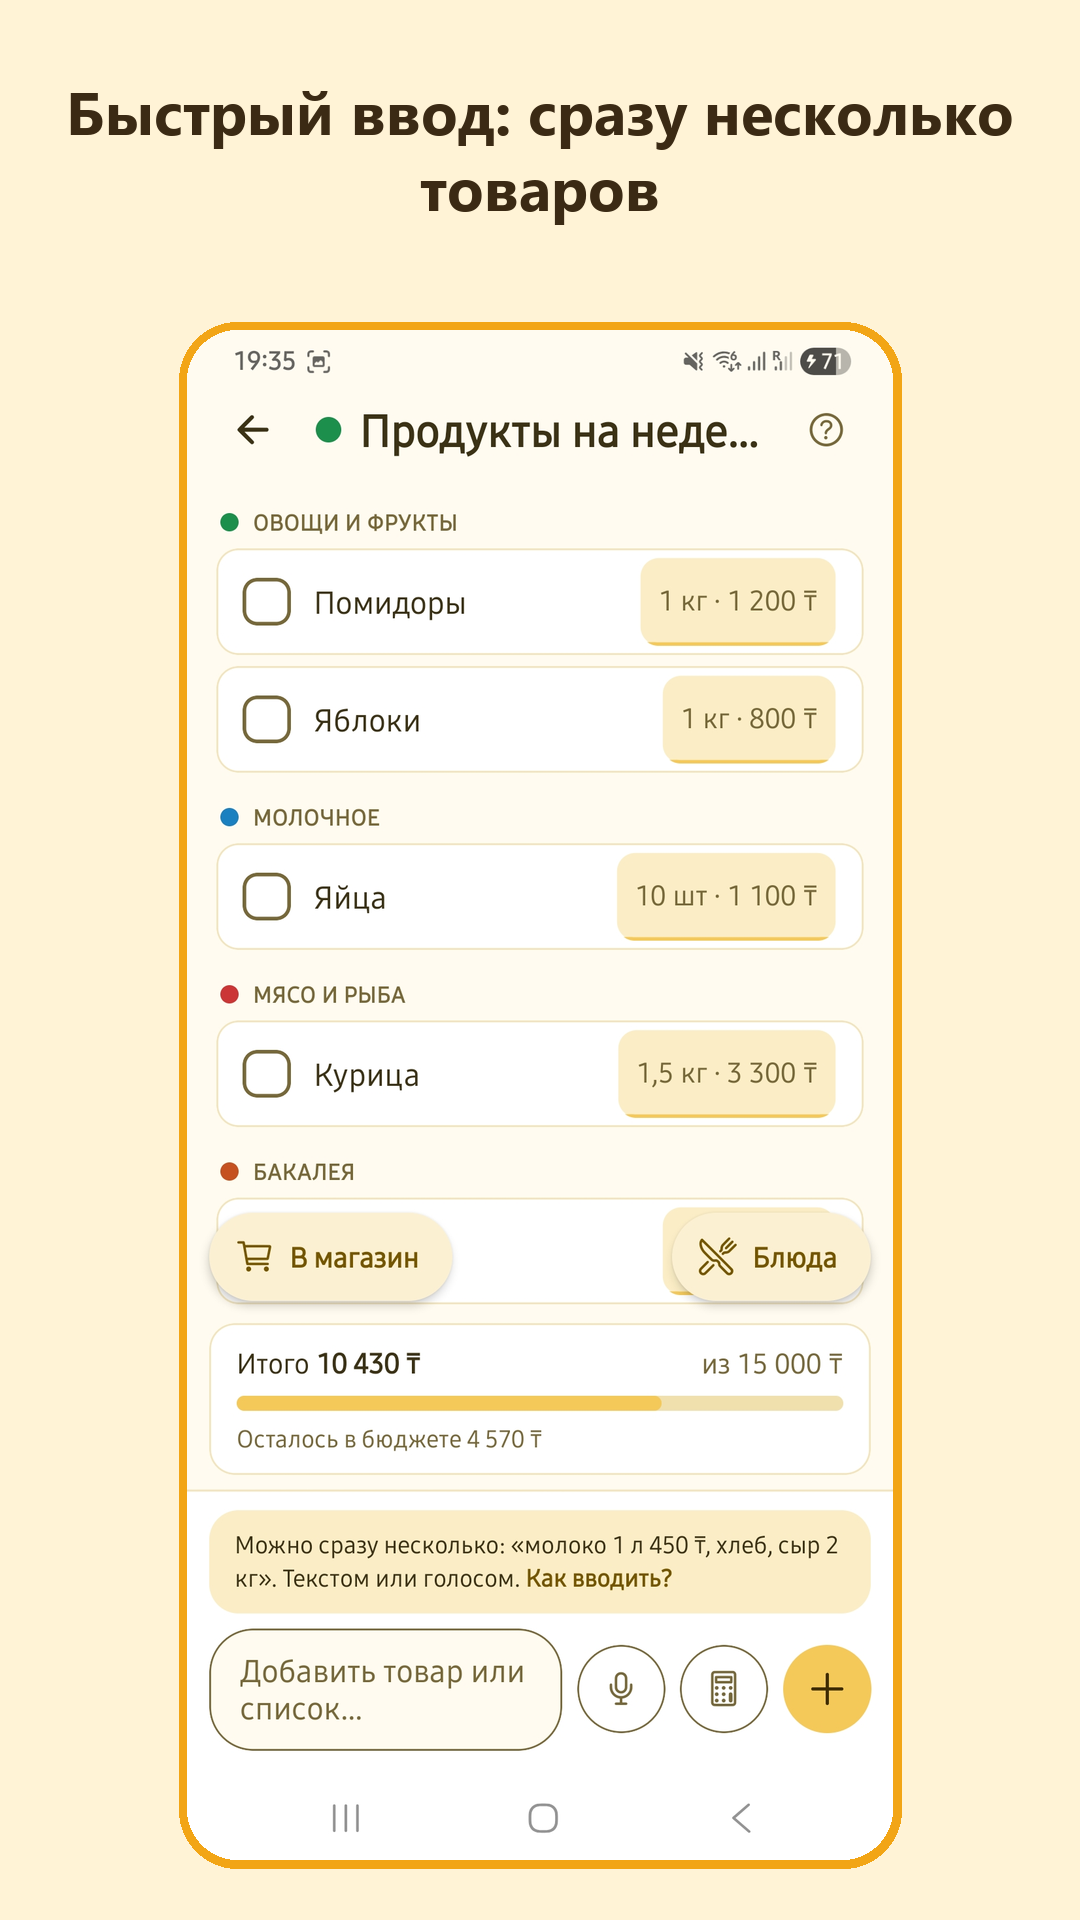 Быстрый ввод: сразу несколько
товаров
19:35
6
R
71
Продукты на неде...
ОВОЩИ И ФРУКТЫ
Помидоры
1 кг · 1 200 ₸
Яблоки
1 кг · 800 ₸
МОЛОЧНОЕ
Яйца
10 шт · 1 100 ₸
МЯСО И РЫБА
Курица
1,5 кг · 3 300 ₸
БАКАЛЕЯ
В магазин
Блюда
Итого 10 430 ₸
из 15 000 ₸
Осталось в бюджете 4 570 ₸
Можно сразу несколько: «молоко 1 л 450 ₸, хлеб, сыр 2
кг». Текстом или голосом. Как вводить?
Добавить товар или
список...